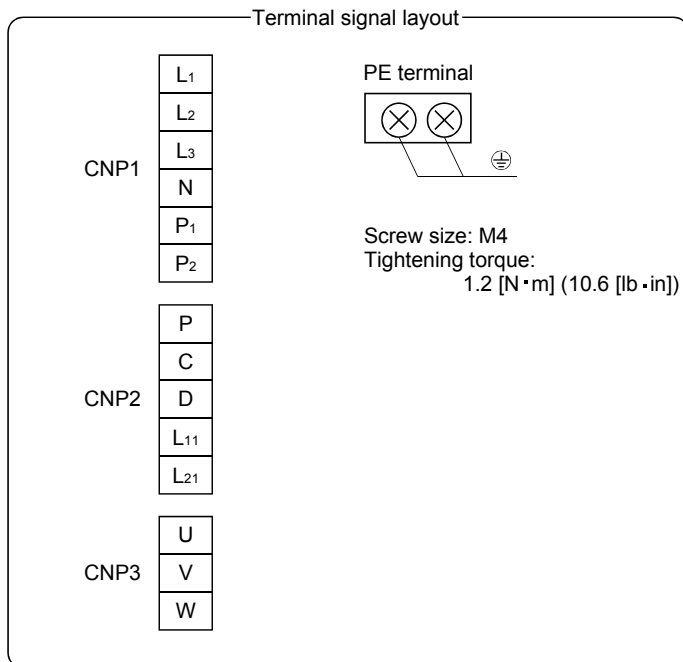 Terminal signal layout
CNP1
L1
L2
L3
N
P1
P2
PE terminal
Screw size: M4
Tightening torque:
1.2 [N・m] (10.6 [lb・in])
CNP2
P
C
D
L11
L21
CNP3
U
V
W